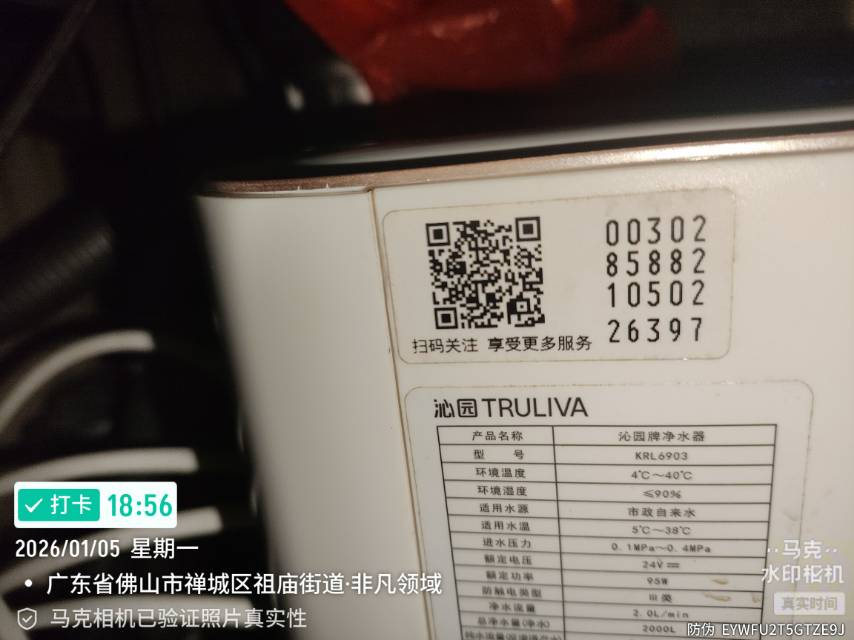 00302
85882
10502
26397
扫码关注 享受更多服务
沁园 TRULIVA
产品名称 沁园牌净水器
型 号 KRL6903
环境温度 4℃～40℃
环境湿度 ≤90%
适用水源 市政自来水
适用水温 5℃～38℃
进水压力 0.1MPa～0.4MPa
额定电压 24V
额定功率 95W
防触电类型 III类
净水流量 2.0L/min
总净水量(净水) 2000L
打卡 18:56
2026/01/05 星期一
广东省佛山市禅城区祖庙街道·非凡领域
马克相机已验证照片真实性
马克
水印相机
真实时间
防伪 EYWFU2T5GTZE9J